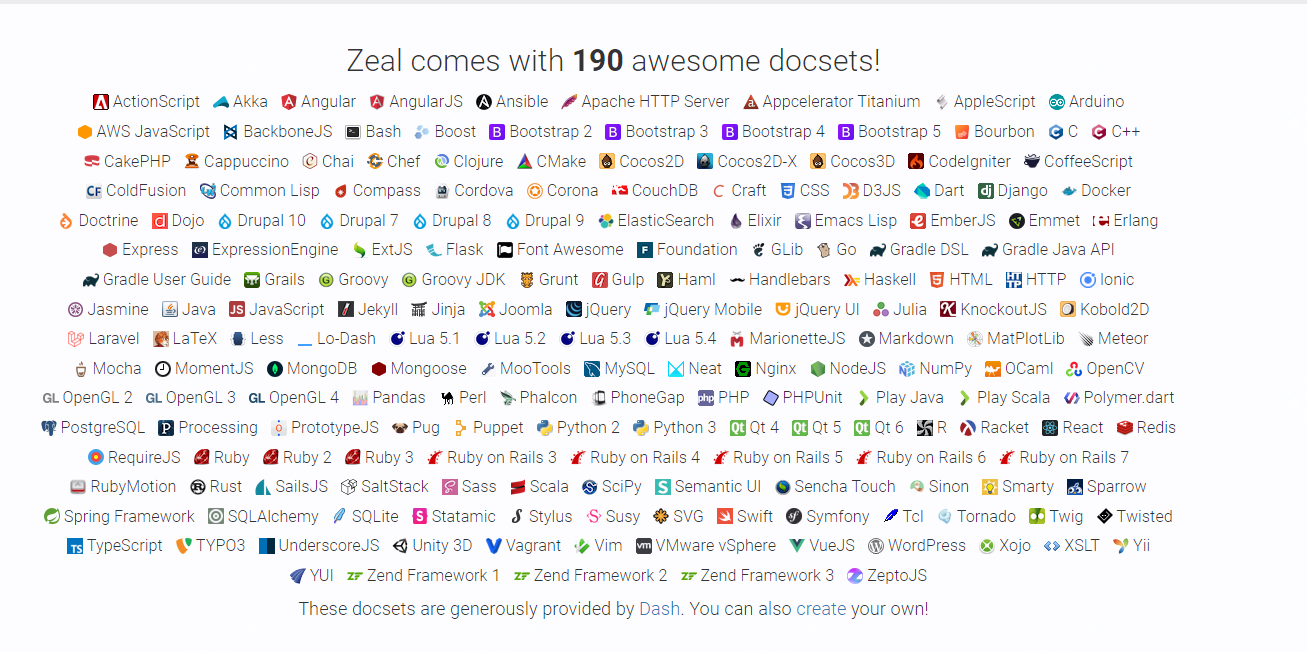 Zeal comes with 190 awesome docsets!
ActionScript Akka Angular AngularJS Ansible Apache HTTP Server Appcelerator Titanium AppleScript Arduino
AWS JavaScript BackboneJS Bash Boost Bootstrap 2 Bootstrap 3 Bootstrap 4 Bootstrap 5 Bourbon C C++
CakePHP Cappuccino Chai Chef Clojure CMake Cocos2D Cocos2D-X Cocos3D CodeIgniter CoffeeScript
ColdFusion Common Lisp Compass Cordova Corona CouchDB Craft CSS D3JS Dart Django Docker
Doctrine Dojo Drupal 10 Drupal 7 Drupal 8 Drupal 9 ElasticSearch Elixir Emacs Lisp EmberJS Emmet Erlang
Express ExpressionEngine ExtJS Flask Font Awesome Foundation GLib Go Gradle DSL Gradle Java API
Gradle User Guide Grails Groovy Groovy JDK Grunt Gulp Haml Handlebars Haskell HTML HTTP Ionic
Jasmine Java JavaScript Jekyll Jinja Joomla jQuery jQuery Mobile jQuery UI Julia KnockoutJS Kobold2D
Laravel LaTeX Less Lo-Dash Lua 5.1 Lua 5.2 Lua 5.3 Lua 5.4 MarionetteJS Markdown MatPlotLib Meteor
Mocha MomentJS MongoDB Mongoose MooTools MySQL Neat Nginx NodeJS NumPy OCaml OpenCV
OpenGL 2 OpenGL 3 OpenGL 4 Pandas Perl Phalcon PhoneGap PHP PHPUnit Play Java Play Scala Polymer.dart
PostgreSQL Processing PrototypeJS Pug Puppet Python 2 Python 3 Qt 4 Qt 5 Qt 6 R Racket React Redis
RequireJS Ruby Ruby 2 Ruby 3 Ruby on Rails 3 Ruby on Rails 4 Ruby on Rails 5 Ruby on Rails 6 Ruby on Rails 7
RubyMotion Rust SailsJS SaltStack Sass Scala SciPy Semantic UI Sencha Touch Sinon Smarty Sparrow
Spring Framework SQLAlchemy SQLite Statamic Stylus Susy SVG Swift Symfony Tcl Tornado Twig Twisted
TypeScript TYPO3 UnderscoreJS Unity 3D Vagrant Vim VMware vSphere VueJS WordPress Xojo XSLT Yii
YUI Zend Framework 1 Zend Framework 2 Zend Framework 3 ZeptoJS
These docsets are generously provided by Dash. You can also create your own!